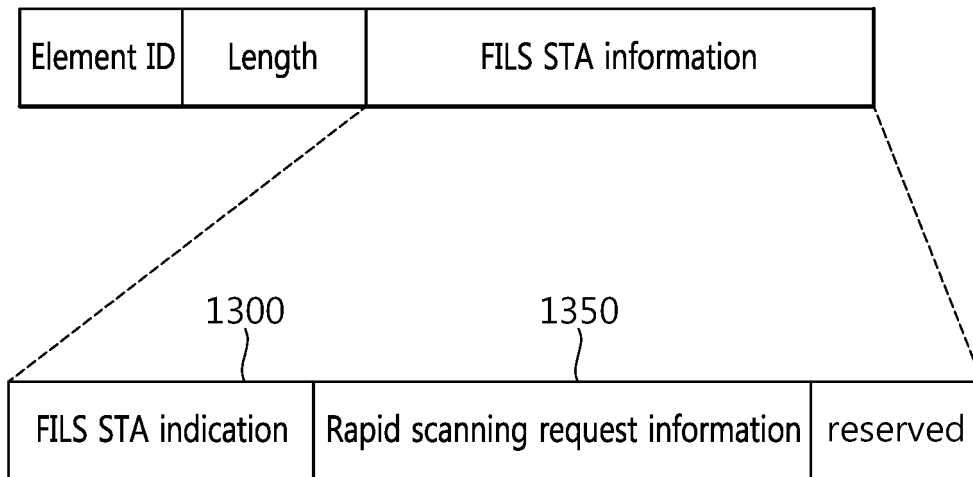 Element ID Length FILS STA information
1300 1350
FILS STA indication Rapid scanning request information reserved